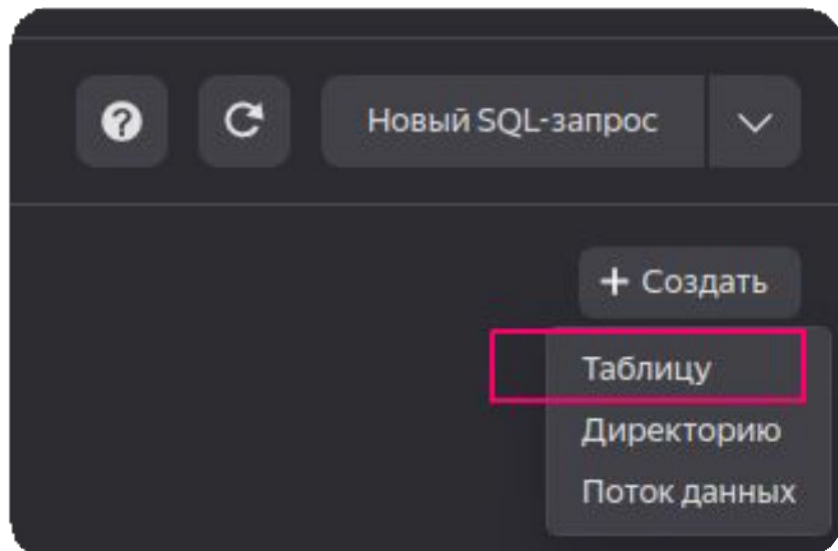 Новый SQL-запрос
+ Создать
Таблицу
Директорию
Поток данных